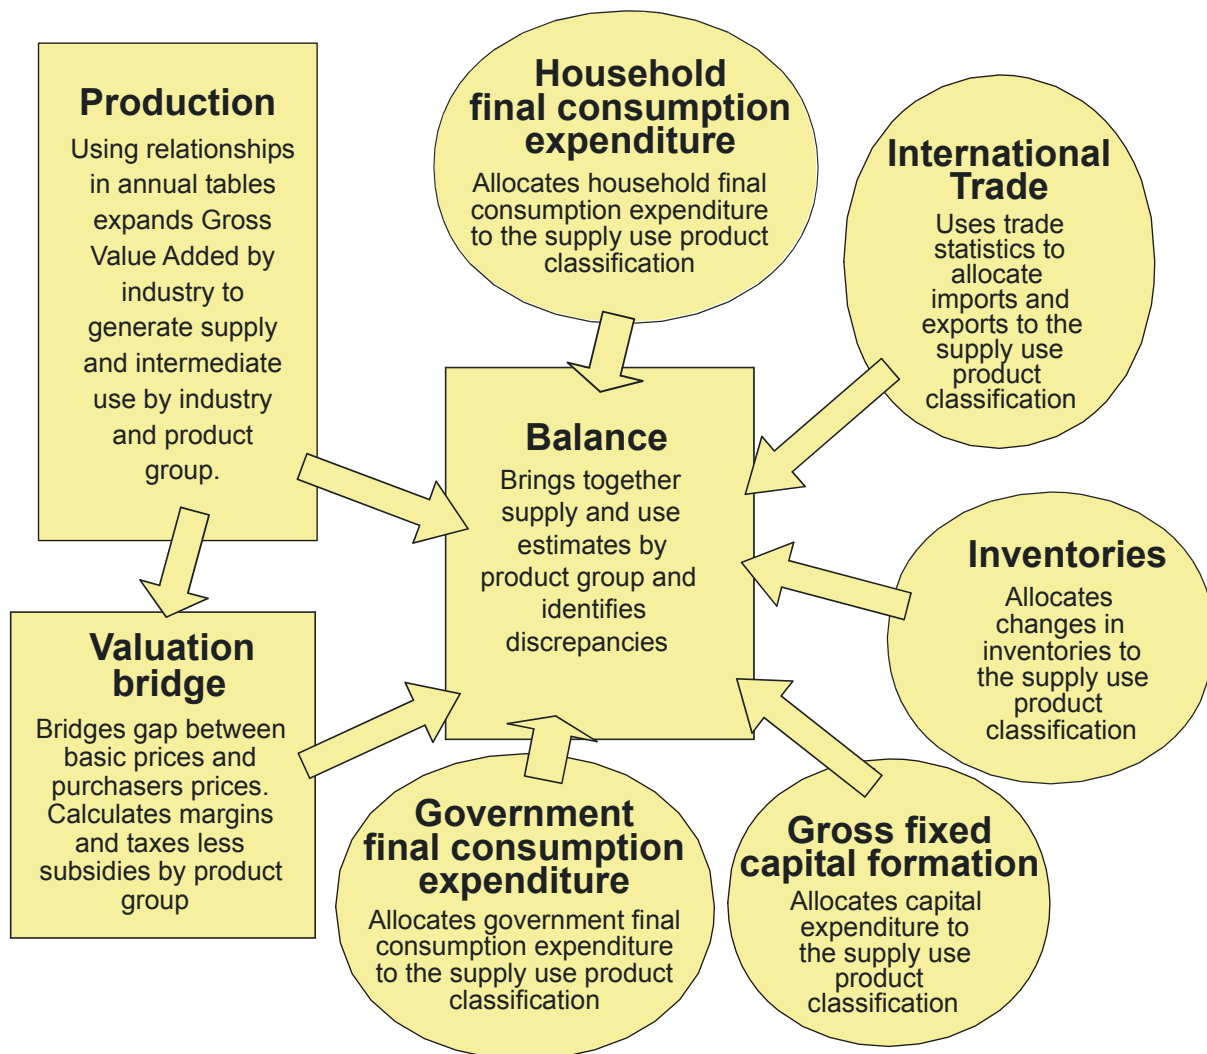 Production
Using relationships
in annual tables
expands Gross
Value Added by
industry to
generate supply
and intermediate
use by industry
and product
group.
Household
final consumption
expenditure
Allocates household final
consumption expenditure
to the supply use product
classification
International
Trade
Uses trade
statistics to
allocate
imports and
exports to the
supply use
product
classification
Balance
Brings together
supply and use
estimates by
product group and
identifies
discrepancies
Inventories
Allocates
changes in
inventories to
the supply use
product
classification
Valuation
bridge
Bridges gap between
basic prices and
purchasers prices.
Calculates margins
and taxes less
subsidies by product
group
Government
final consumption
expenditure
Allocates government final
consumption expenditure
to the supply use product
classification
Gross fixed
capital formation
Allocates capital
expenditure to
the supply use
product
classification